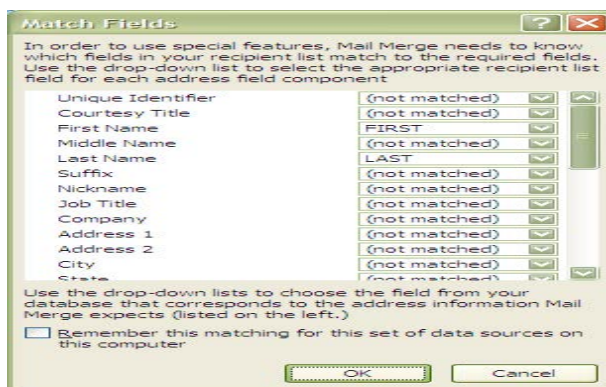 Match Fields
In order to use special features, Mail Merge needs to know
which fields in your recipient list match to the required fields.
Use the drop-down list to select the appropriate recipient list
field for each address field component
Unique Identifier (not matched)
Courtesy Title (not matched)
First Name FIRST
Middle Name (not matched)
Last Name LAST
Suffix (not matched)
Nickname (not matched)
Job Title (not matched)
Company (not matched)
Address 1 (not matched)
Address 2 (not matched)
City (not matched)
State (not matched)
Use the drop-down lists to choose the field from your
database that corresponds to the address information Mail
Merge expects (listed on the left.)
Remember this matching for this set of data sources on
this computer
OK Cancel